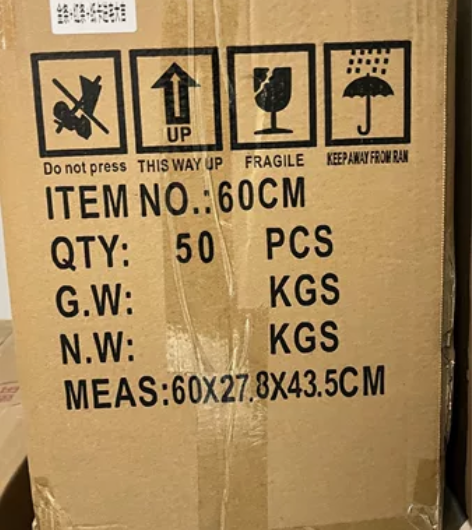 UP
Do not press THIS WAY UP FRAGILE KEEP AWAY FROM RAN
ITEM NO.:60CM
QTY: 50 PCS
G.W: KGS
N.W: KGS
MEAS:60X27.8X43.5CM